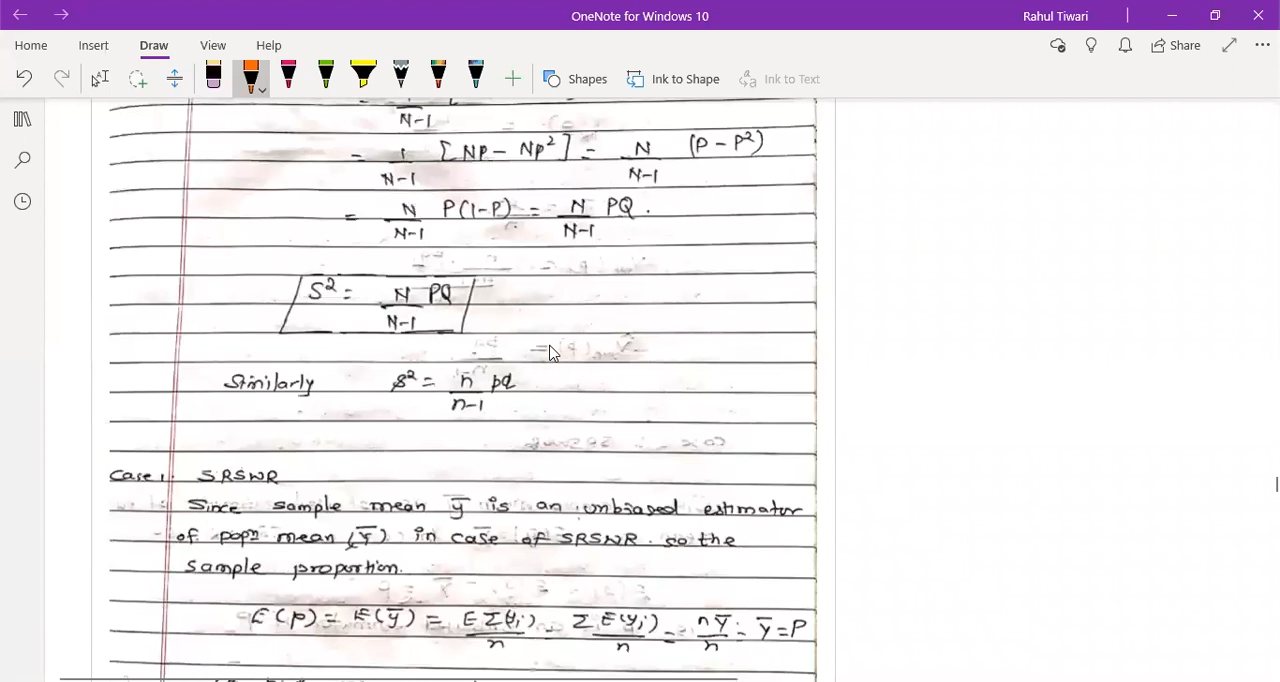 OneNote for Windows 10
Rahul Tiwari
Home Insert Draw View Help
Share
Shapes Ink to Shape Ink to Text
N-1
= 1/N-1 [NP - NP²] = N/N-1 (P - P²)
= N/N-1 P(1-P) = N/N-1 PQ.
S² = N/N-1 PQ
Similarly s² = n/n-1 pq
Case 1. SRSWR
Since sample mean ȳ is an unbiased estimator
of popⁿ mean (Ȳ) in case of SRSWR. so the
sample proportion.
E(p) = E(ȳ) = EΣ(yi)/n = ΣE(yi)/n = nȲ/n = Ȳ = P